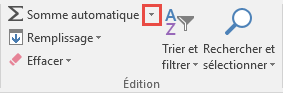 Σ Somme automatique
Remplissage
Effacer
A
Z
Trier et
filtrer
Rechercher et
sélectionner
Édition